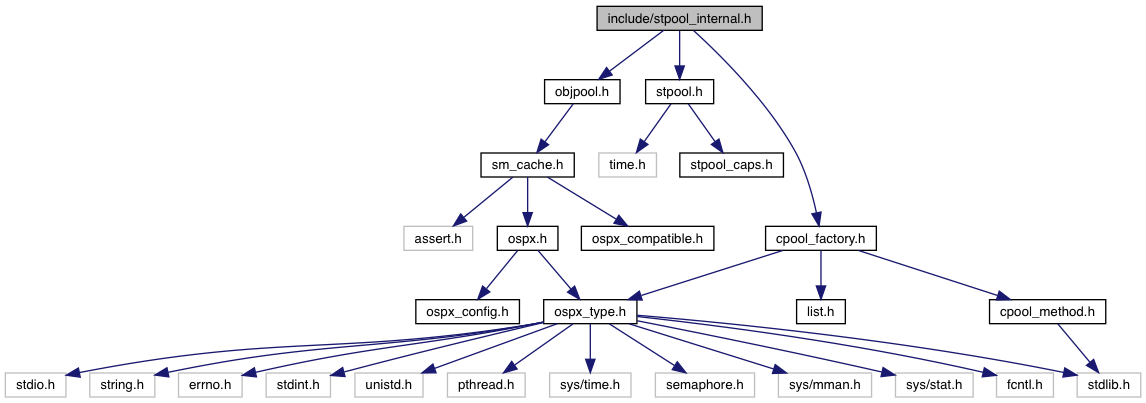 include/stpool_internal.h
objpool.h
stpool.h
sm_cache.h
time.h
stpool_caps.h
assert.h
ospx.h
ospx_compatible.h
cpool_factory.h
ospx_config.h
ospx_type.h
list.h
cpool_method.h
stdio.h
string.h
errno.h
stdint.h
unistd.h
pthread.h
sys/time.h
semaphore.h
sys/mman.h
sys/stat.h
fcntl.h
stdlib.h